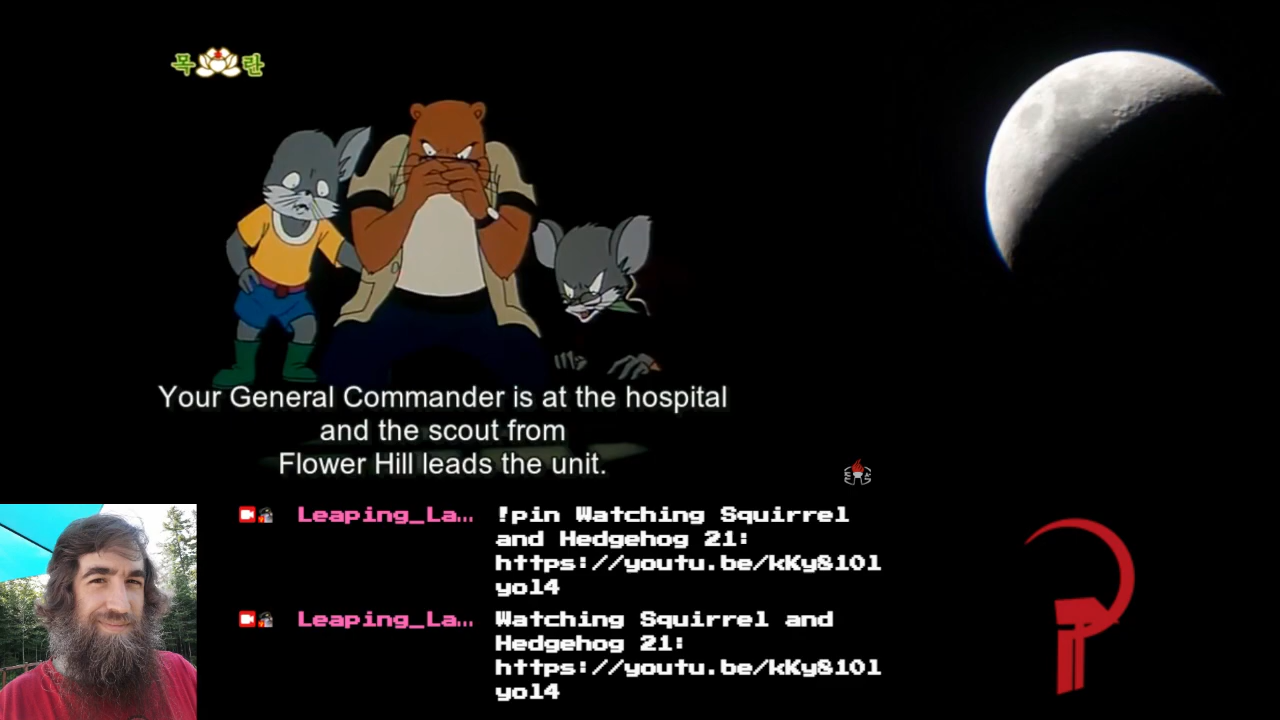 목란
Your General Commander is at the hospital
and the scout from
Flower Hill leads the unit.
Leaping_La… !pin Watching Squirrel
and Hedgehog 21:
https://youtu.be/kKy810l
yol4
Leaping_La… Watching Squirrel and
Hedgehog 21:
https://youtu.be/kKy810l
yol4